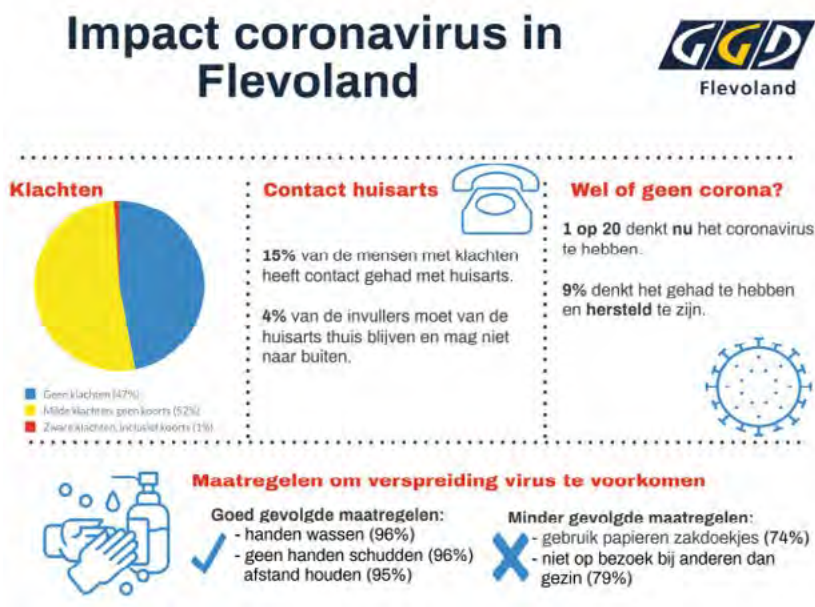 Impact coronavirus in
Flevoland
GGD
Flevoland
Klachten
Geen klachten (47%)
Milde klachten, geen koorts (52%)
Zware klachten, inclusief koorts (1%)
Contact huisarts
15% van de mensen met klachten
heeft contact gehad met huisarts.
4% van de invullers moet van de
huisarts thuis blijven en mag niet
naar buiten.
Wel of geen corona?
1 op 20 denkt nu het coronavirus
te hebben.
9% denkt het gehad te hebben
en hersteld te zijn.
Maatregelen om verspreiding virus te voorkomen
Goed gevolgde maatregelen:
- handen wassen (96%)
- geen handen schudden (96%)
afstand houden (95%)
Minder gevolgde maatregelen:
- gebruik papieren zakdoekjes (74%)
- niet op bezoek bij anderen dan
gezin (79%)